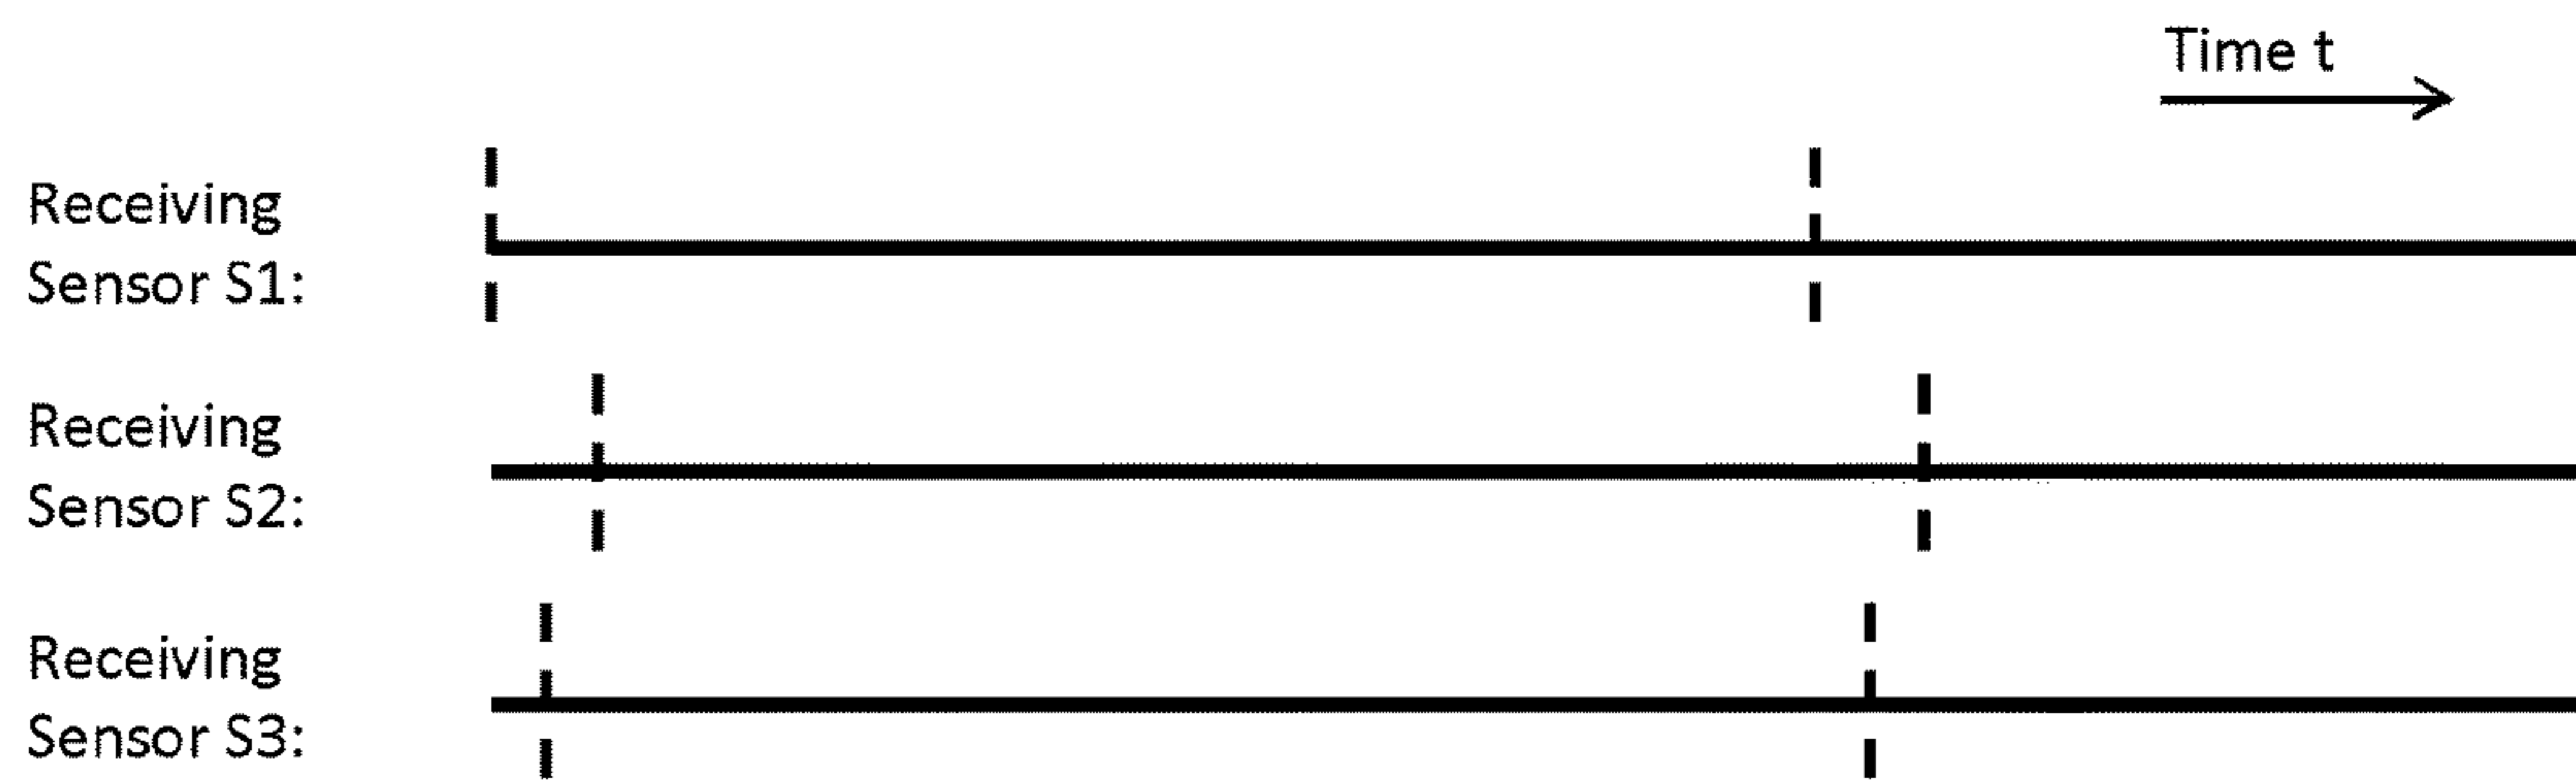 Time t
Receiving
Sensor S1:
Receiving
Sensor S2:
Receiving
Sensor S3: